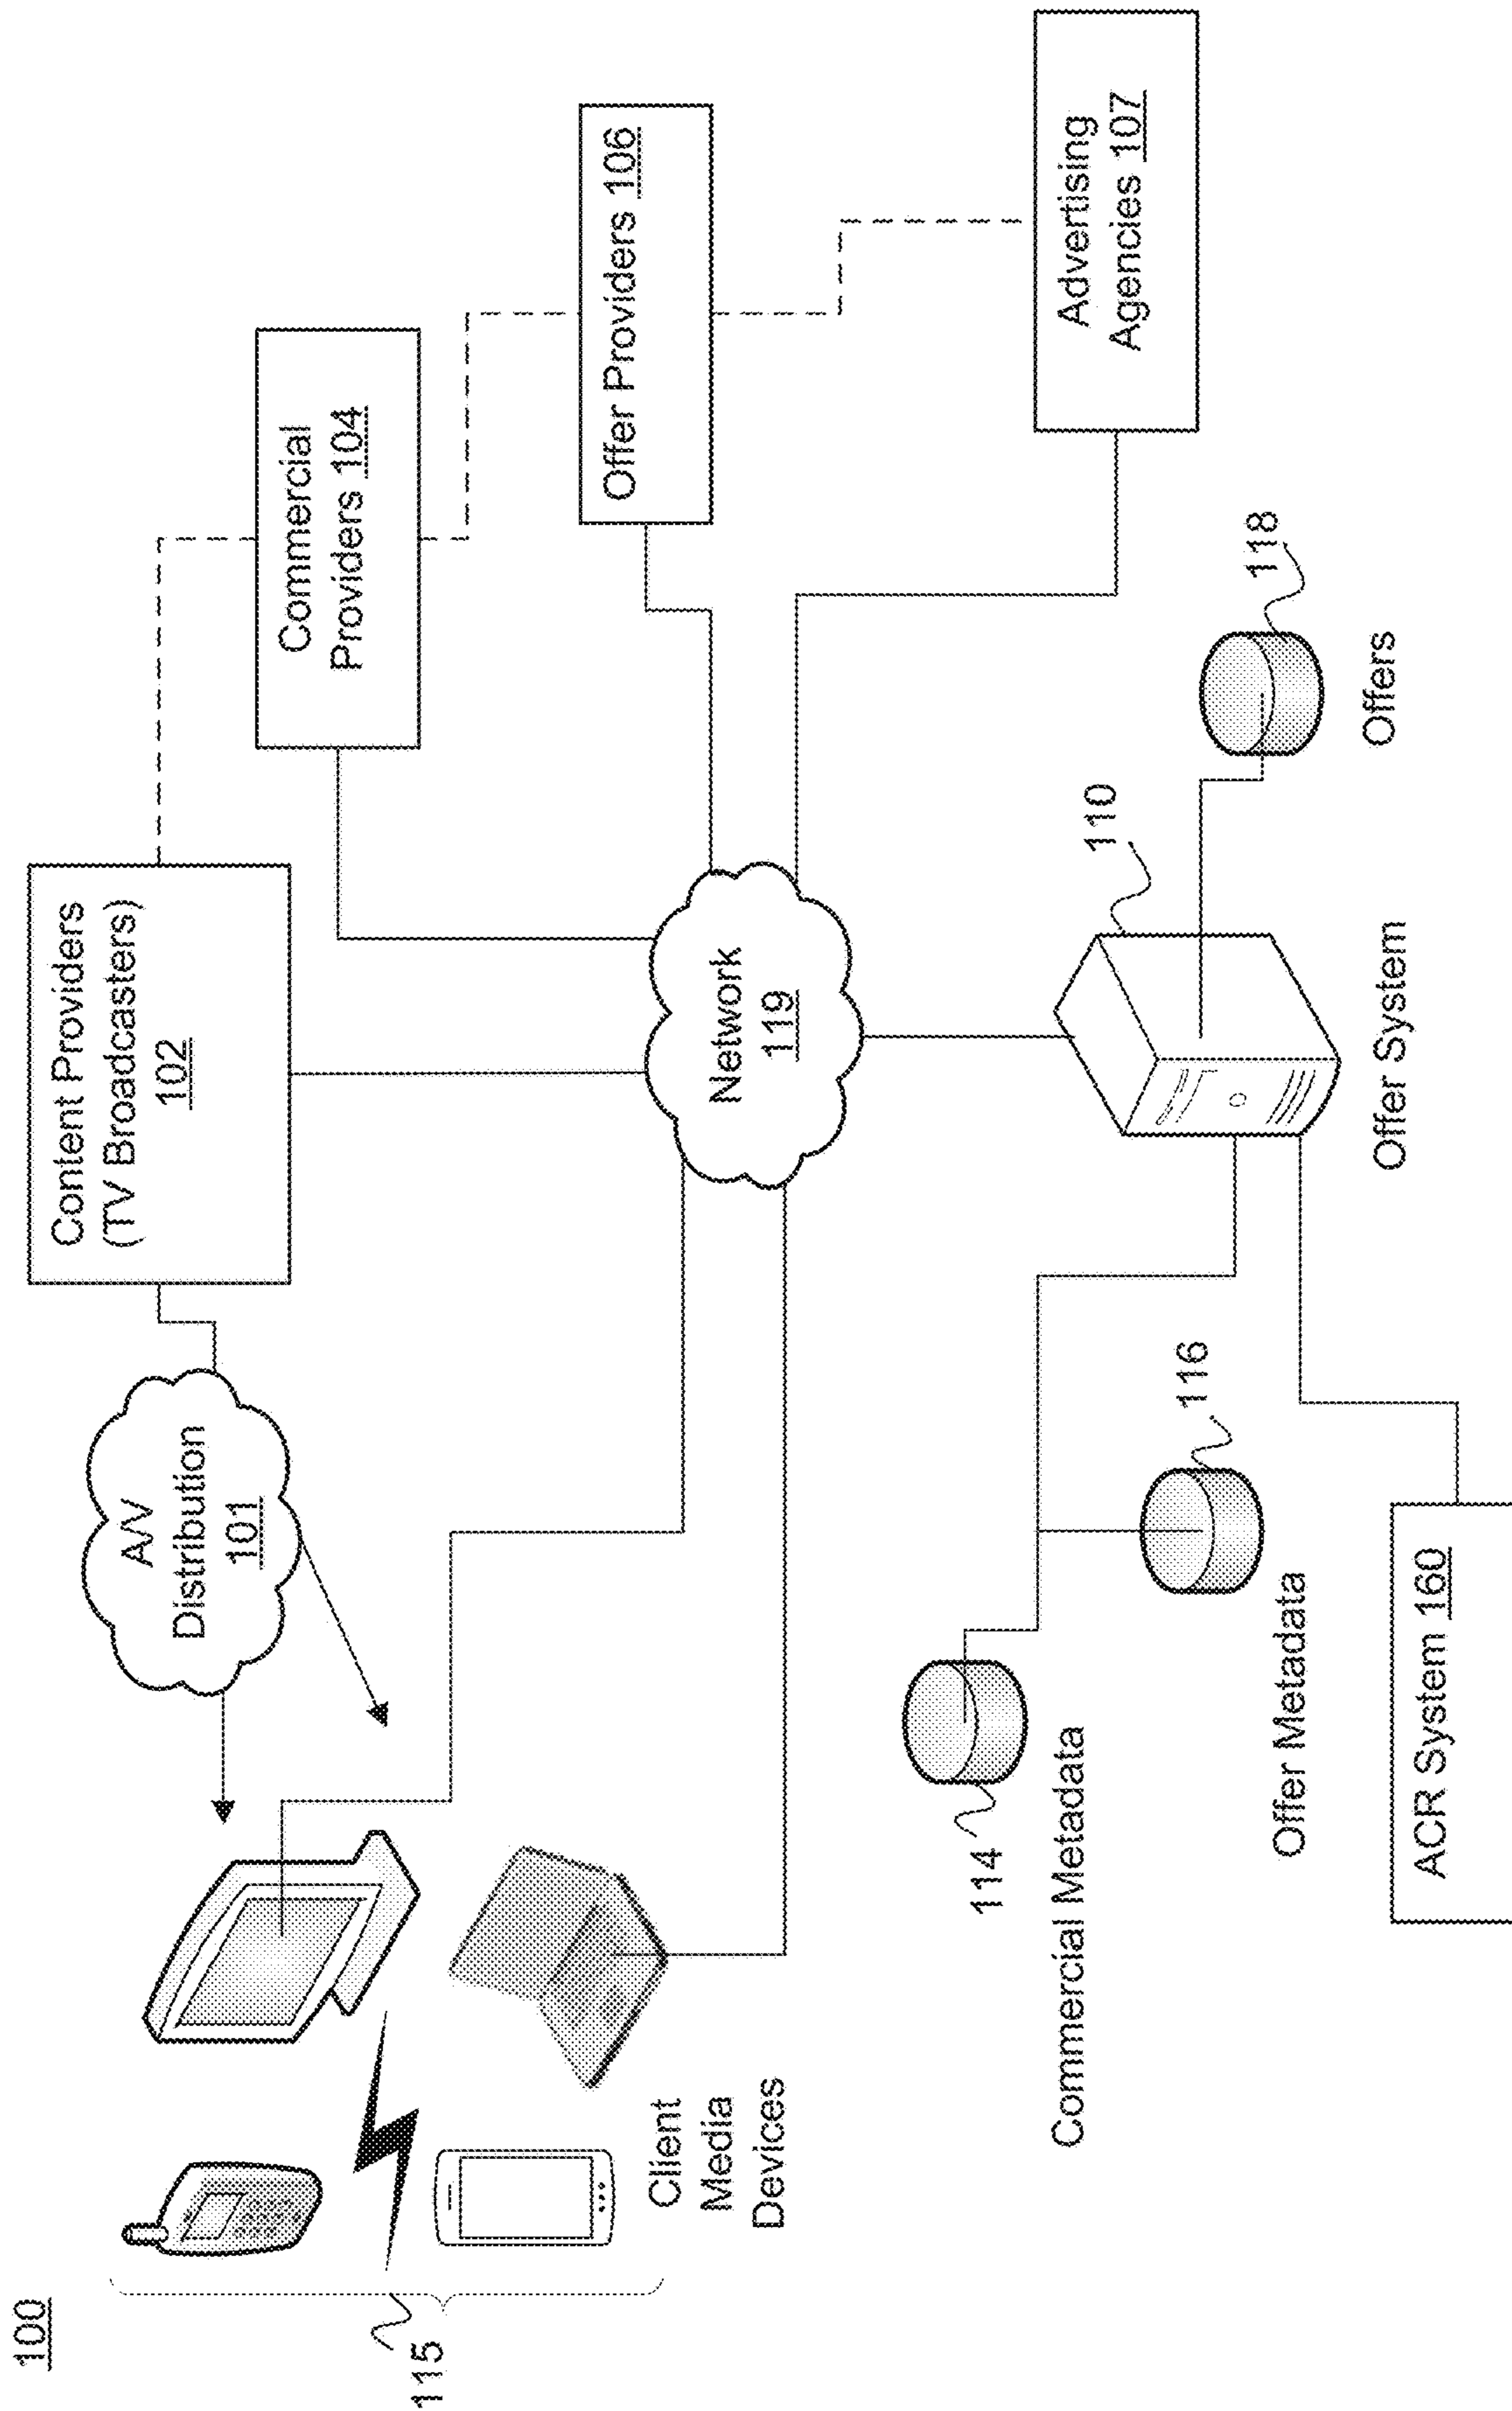 100
Content Providers
(TV Broadcasters)
102
A/V
Distribution
101
Commercial
Providers 104
Offer Providers 106
Advertising
Agencies 107
Network
119
115
Client
Media
Devices
110
Offer System
118
Offers
114
Commercial Metadata
116
Offer Metadata
ACR System 160